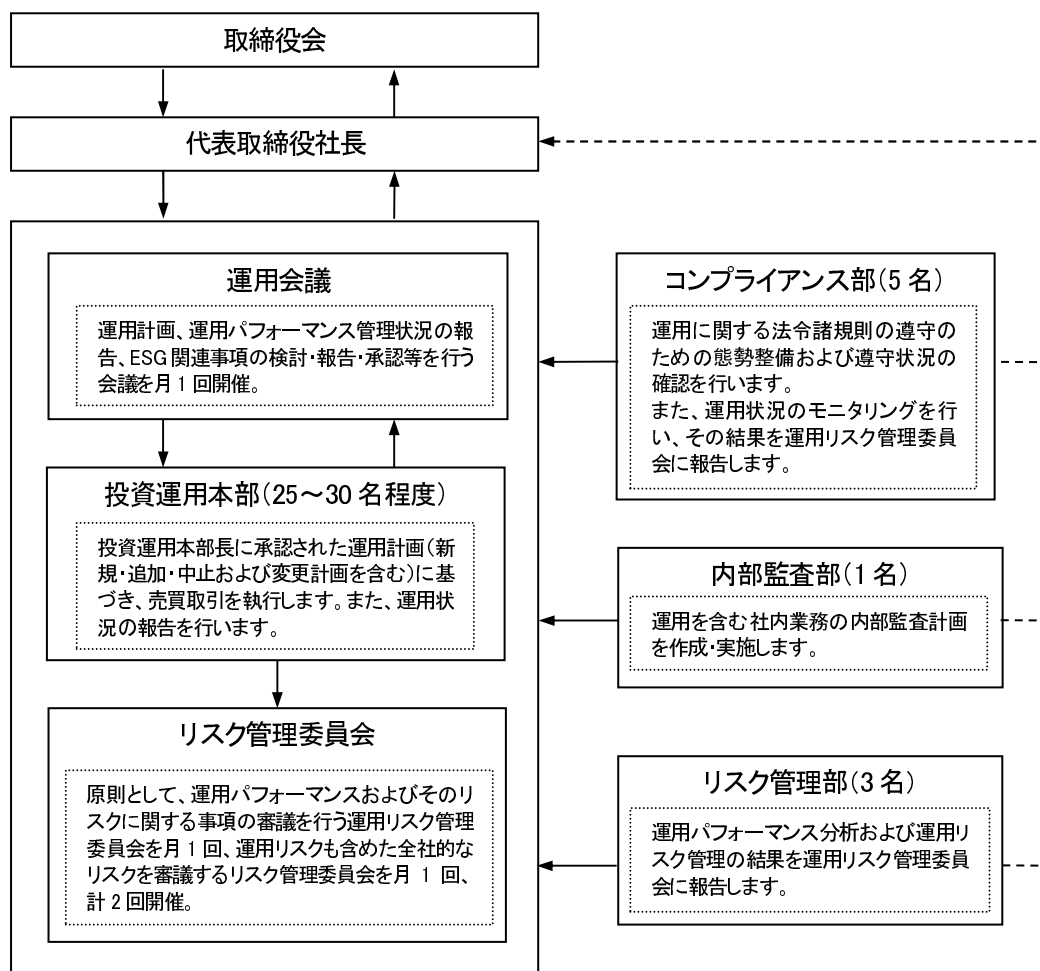 取締役会
代表取締役社長
運用会議
運用計画、運用パフォーマンス管理状況の報
告、ESG関連事項の検討・報告・承認等を行う
会議を月1回開催。
投資運用本部(25～30名程度)
投資運用本部長に承認された運用計画(新
規・追加・中止および変更計画を含む)に基
づき、売買取引を執行します。また、運用状
況の報告を行います。
リスク管理委員会
原則として、運用パフォーマンスおよびそのリ
スクに関する事項の審議を行う運用リスク管理
委員会を月1回、運用リスクも含めた全社的な
リスクを審議するリスク管理委員会を月 1 回、
計2回開催。
コンプライアンス部(5名)
運用に関する法令諸規則の遵守の
ための態勢整備および遵守状況の
確認を行います。
また、運用状況のモニタリングを行
い、その結果を運用リスク管理委員
会に報告します。
内部監査部(1名)
運用を含む社内業務の内部監査計画
を作成・実施します。
リスク管理部(3名)
運用パフォーマンス分析および運用リ
スク管理の結果を運用リスク管理委員
会に報告します。